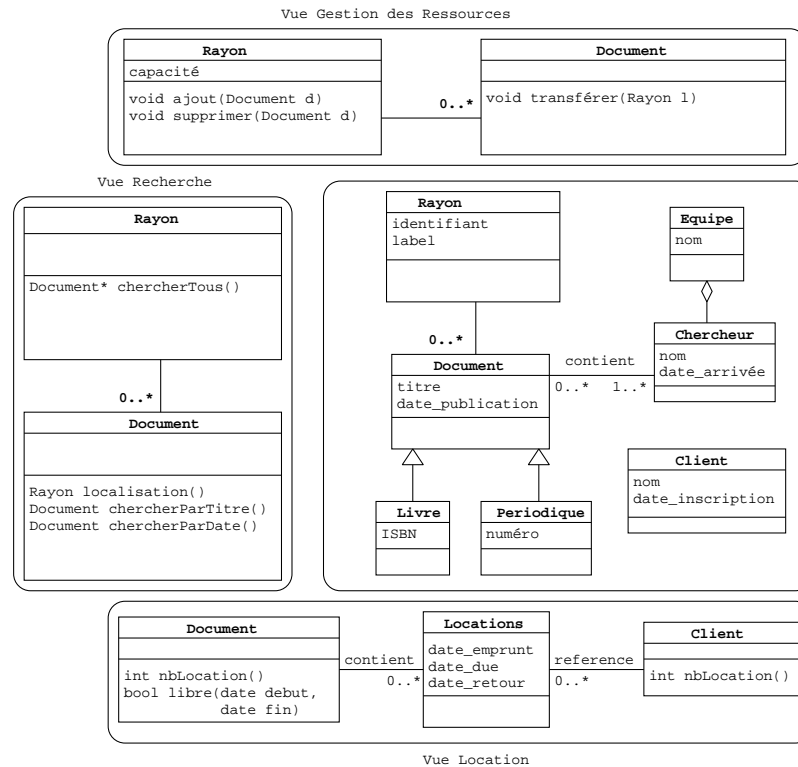 Vue Gestion des Ressources
Rayon
capacité
void ajout(Document d)
void supprimer(Document d)
0..*
Document
void transférer(Rayon l)
Vue Recherche
Rayon
Document* chercherTous()
0..*
Document
Rayon localisation()
Document chercherParTitre()
Document chercherParDate()
Rayon
identifiant
label
0..*
Document
titre
date_publication
contient
0..* 1..*
Equipe
nom
Chercheur
nom
date_arrivée
Livre
ISBN
Periodique
numéro
Client
nom
date_inscription
Document
int nbLocation()
bool libre(date debut,
date fin)
contient
0..*
Locations
date_emprunt
date_due
date_retour
reference
0..*
Client
int nbLocation()
Vue Location